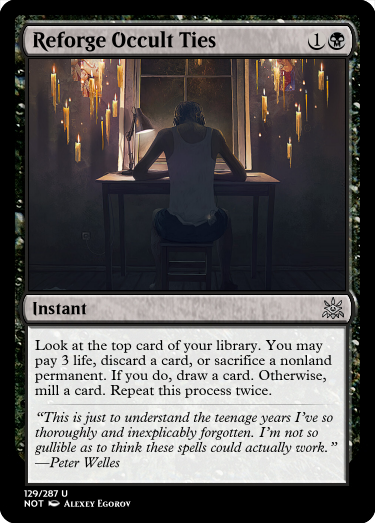 Reforge Occult Ties 1
Instant
Look at the top card of your library. You may
pay 3 life, discard a card, or sacrifice a nonland
permanent. If you do, draw a card. Otherwise,
mill a card. Repeat this process twice.
“This is just to understand the teenage years I’ve so
thoroughly and inexplicably forgotten. I’m not so
gullible as to think these spells could actually work.”
—Peter Welles
129/287 U
NOT Alexey Egorov